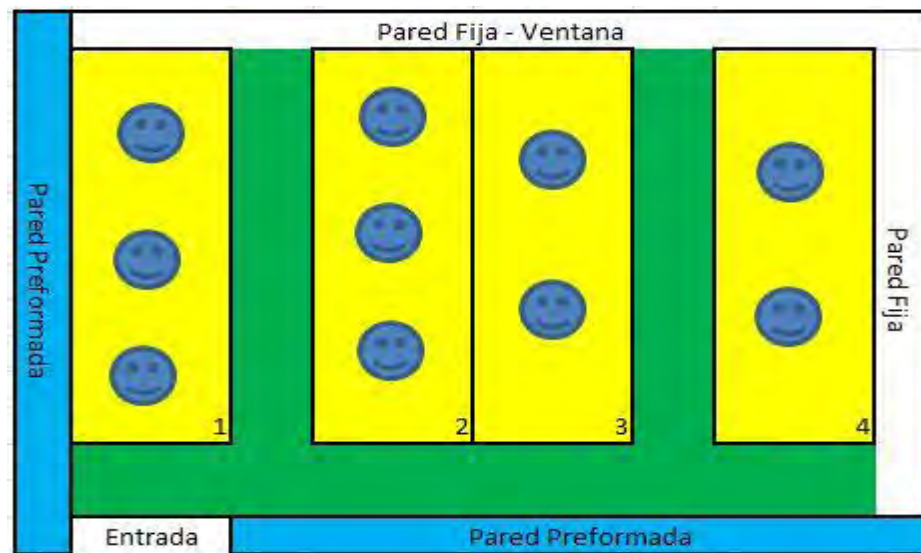 Pared Fija - Ventana
Pared Preformada
1
2
3
4
Pared Fija
Entrada
Pared Preformada